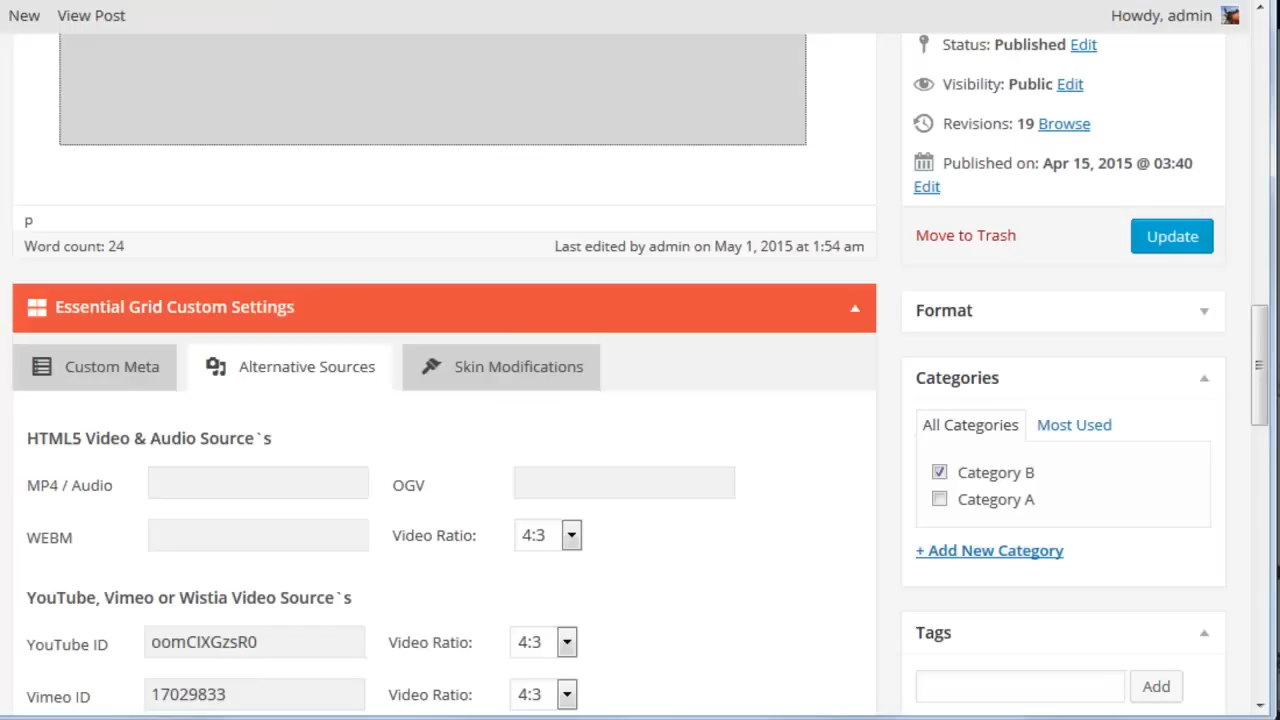 New View Post Howdy, admin
Status: Published Edit
Visibility: Public Edit
Revisions: 19 Browse
Published on: Apr 15, 2015 @ 03:40
Edit
p
Word count: 24 Last edited by admin on May 1, 2015 at 1:54 am
Move to Trash Update
Essential Grid Custom Settings
Format
Custom Meta Alternative Sources Skin Modifications
Categories
All Categories Most Used
Category B
Category A
+ Add New Category
HTML5 Video & Audio Source`s
MP4 / Audio OGV
WEBM Video Ratio: 4:3
YouTube, Vimeo or Wistia Video Source`s
YouTube ID oomCIXGzsR0 Video Ratio: 4:3
Vimeo ID 17029833 Video Ratio: 4:3
Tags
Add